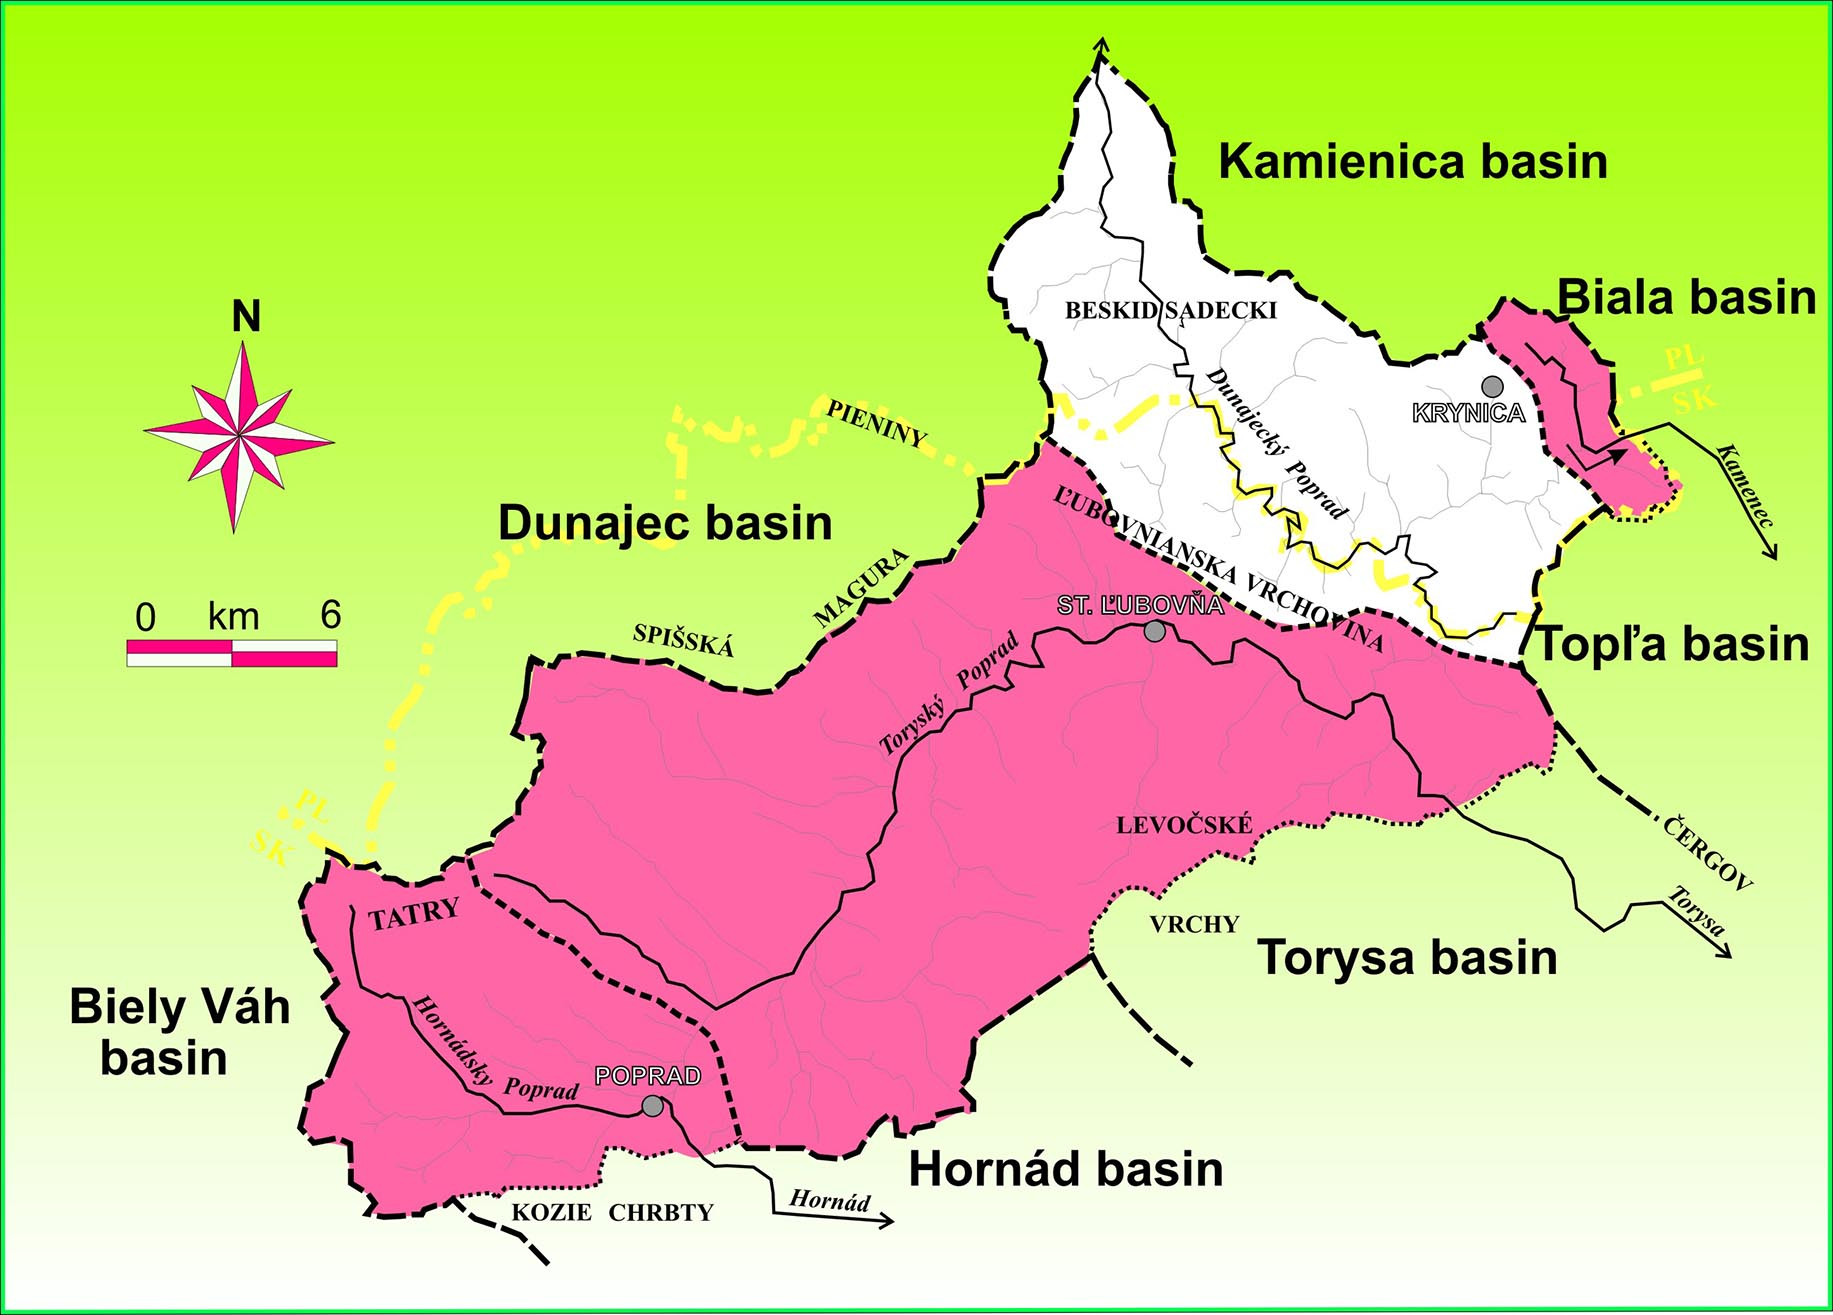 Kamienica basin
Biala basin
N
BESKID SĄDECKI
PL
SK
KRYNICA
PIENINY
Dunajecký Poprad
Kamenec
Dunajec basin
ĽUBOVNIANSKA VRCHOVINA
MAGURA
SPIŠSKÁ
ST. ĽUBOVŇA
0 km 6
Topľa basin
Toryský Poprad
PL
SK
LEVOČSKÉ
ČERGOV
TATRY
VRCHY
Torysa
Torysa basin
Biely Váh
basin
Hornádsky Poprad
POPRAD
Hornád basin
Hornád
KOZIE CHRBTY